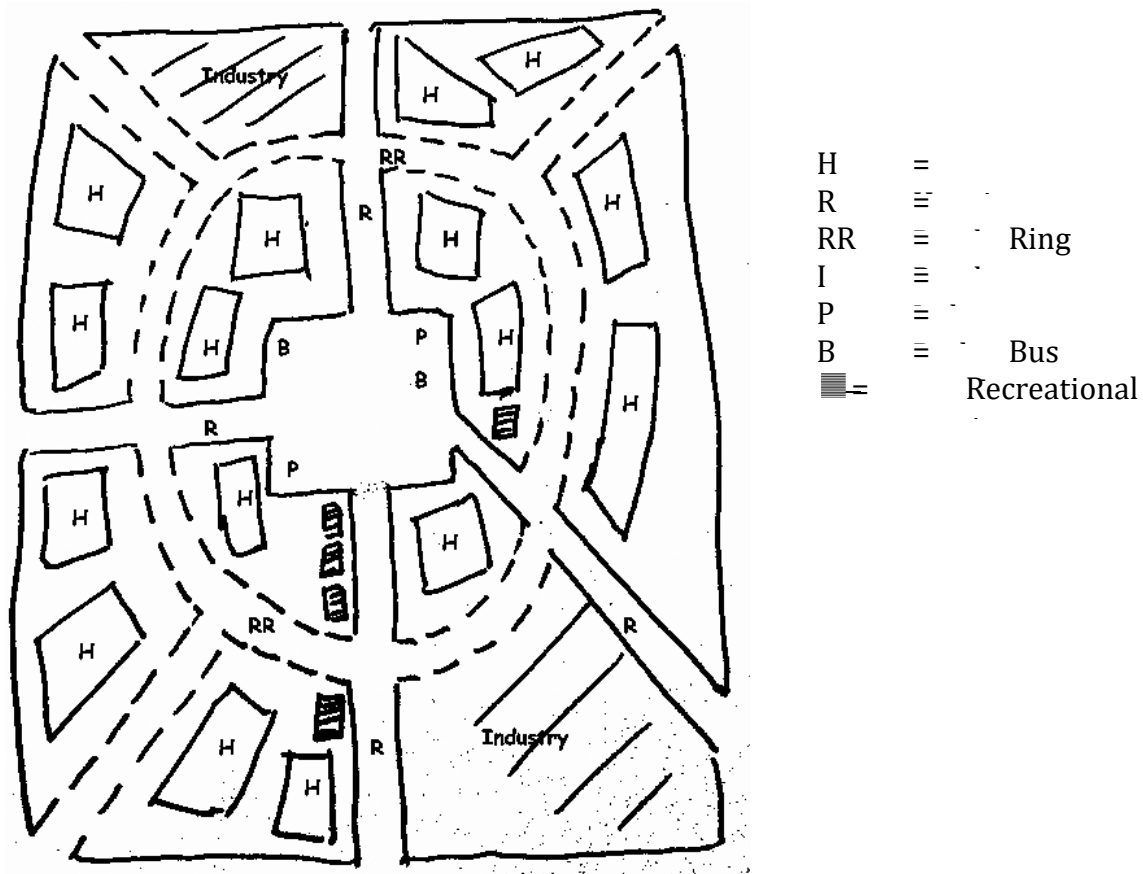 Industry
H
H
RR
H
H
R
H
H
H
H
H
H
B
P
B
H
R
P
H
H
H
H
RR
R
H
H
R
Industry
H
H =
R =
RR = Ring
I =
P =
B = Bus
= Recreational